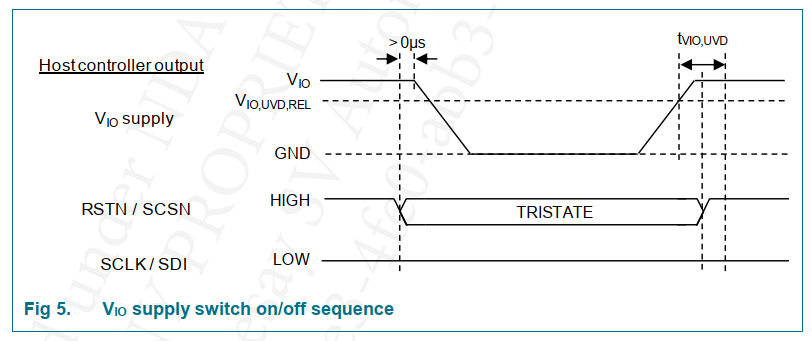 >0µs
tVIO,UVD
Host controller output
VIO
VIO,UVD,REL
VIO supply
GND
HIGH
RSTN / SCSN
TRISTATE
LOW
SCLK / SDI
Fig 5. VIO supply switch on/off sequence